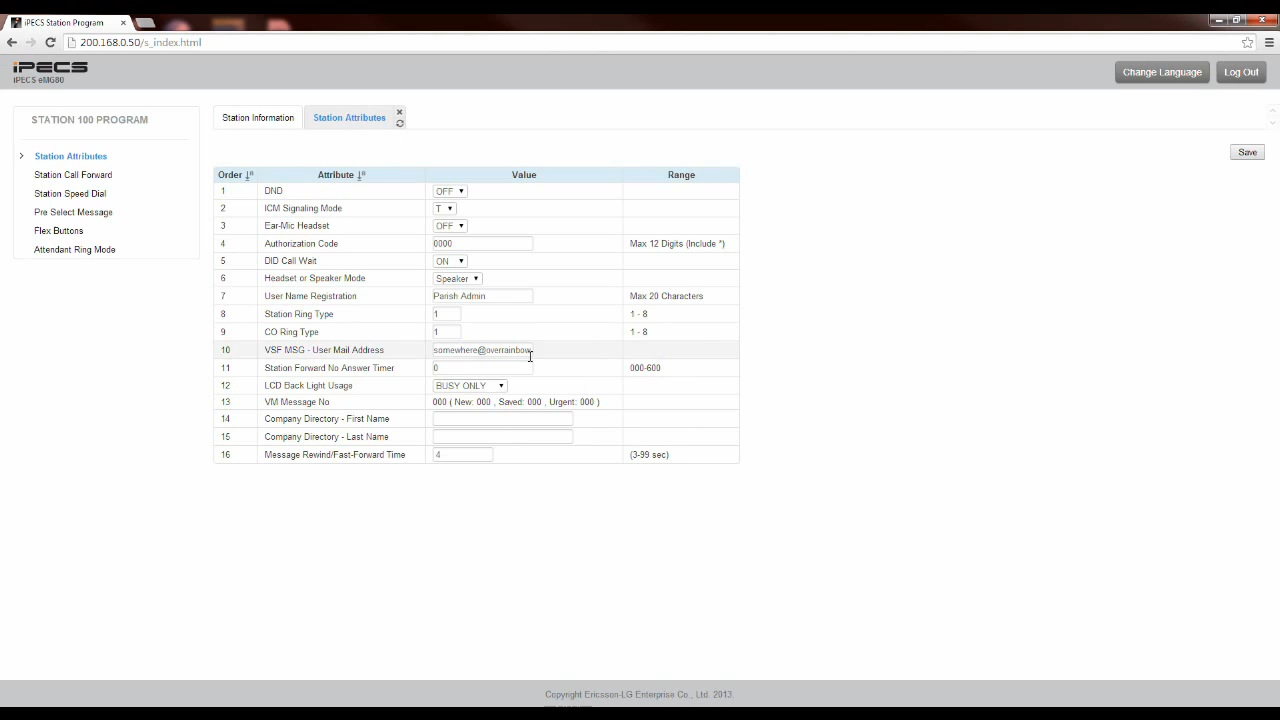 iPECS Station Program
200.168.0.50/s_index.html
iPECS
iPECS eMG80
Change Language
Log Out
STATION 100 PROGRAM
Station Attributes
Station Call Forward
Station Speed Dial
Pre Select Message
Flex Buttons
Attendant Ring Mode
Station Information
Station Attributes
Save
Order Attribute Value Range
1 DND OFF
2 ICM Signaling Mode T
3 Ear-Mic Headset OFF
4 Authorization Code 0000 Max 12 Digits (Include *)
5 DID Call Wait ON
6 Headset or Speaker Mode Speaker
7 User Name Registration Parish Admin Max 20 Characters
8 Station Ring Type 1 1 - 8
9 CO Ring Type 1 1 - 8
10 VSF MSG - User Mail Address somewhere@overrainbow
11 Station Forward No Answer Timer 0 000-600
12 LCD Back Light Usage BUSY ONLY
13 VM Message No 000 ( New: 000 , Saved: 000 , Urgent: 000 )
14 Company Directory - First Name
15 Company Directory - Last Name
16 Message Rewind/Fast-Forward Time 4 (3-99 sec)
Copyright Ericsson-LG Enterprise Co., Ltd. 2013.